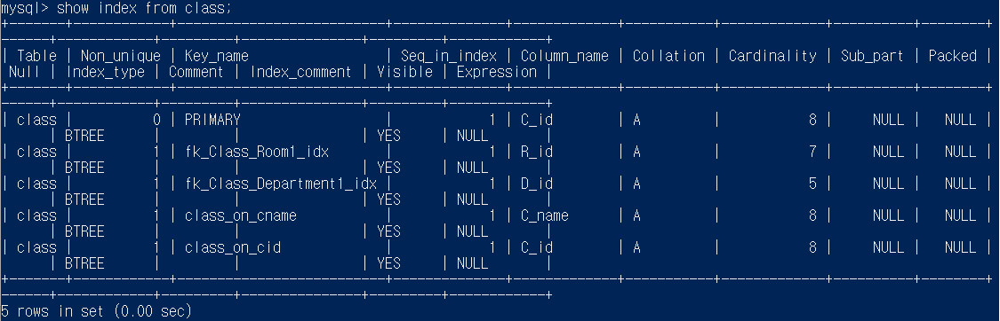 mysql> show index from class;
+-------+------------+--------------------------+--------------+-------------+-----------+-------------+----------+--------+
------+------------+---------+---------------+---------+------------+
| Table | Non_unique | Key_name | Seq_in_index | Column_name | Collation | Cardinality | Sub_part | Packed |
Null | Index_type | Comment | Index_comment | Visible | Expression |
+-------+------------+--------------------------+--------------+-------------+-----------+-------------+----------+--------+
------+------------+---------+---------------+---------+------------+
| class | 0 | PRIMARY | 1 | C_id | A | 8 | NULL | NULL |
| BTREE | | | YES | NULL |
| class | 1 | fk_Class_Room1_idx | 1 | R_id | A | 7 | NULL | NULL |
| BTREE | | | YES | NULL |
| class | 1 | fk_Class_Department1_idx | 1 | D_id | A | 5 | NULL | NULL |
| BTREE | | | YES | NULL |
| class | 1 | class_on_cname | 1 | C_name | A | 8 | NULL | NULL |
| BTREE | | | YES | NULL |
| class | 1 | class_on_cid | 1 | C_id | A | 8 | NULL | NULL |
| BTREE | | | YES | NULL |
+-------+------------+--------------------------+--------------+-------------+-----------+-------------+----------+--------+
------+------------+---------+---------------+---------+------------+
5 rows in set (0.00 sec)